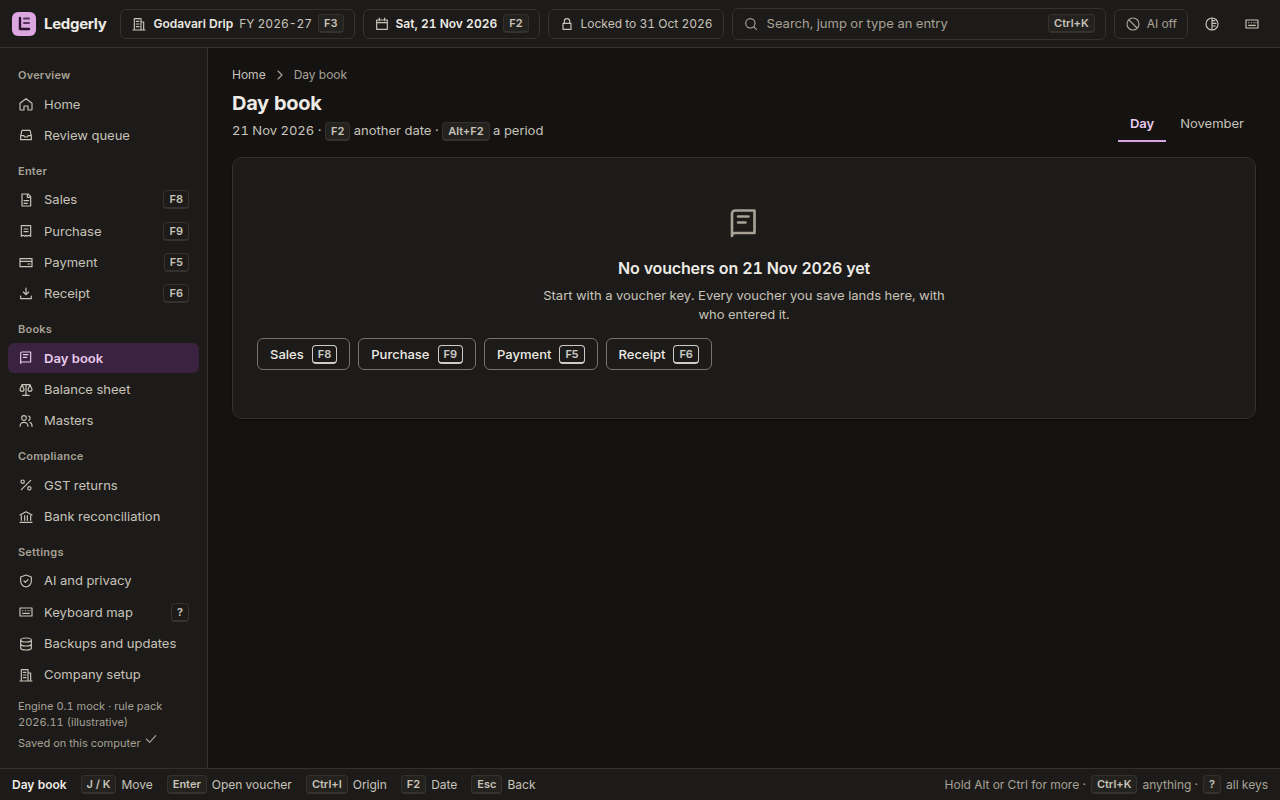 Ledgerly
Godavari Drip FY 2026-27 F3
Sat, 21 Nov 2026 F2
Locked to 31 Oct 2026
Search, jump or type an entry Ctrl+K
AI off
Overview
Home
Review queue
Enter
Sales F8
Purchase F9
Payment F5
Receipt F6
Books
Day book
Balance sheet
Masters
Compliance
GST returns
Bank reconciliation
Settings
AI and privacy
Keyboard map ?
Backups and updates
Company setup
Engine 0.1 mock · rule pack
2026.11 (illustrative)
Saved on this computer
Home > Day book
Day book
21 Nov 2026 · F2 another date · Alt+F2 a period
Day November
No vouchers on 21 Nov 2026 yet
Start with a voucher key. Every voucher you save lands here, with
who entered it.
Sales F8 Purchase F9 Payment F5 Receipt F6
Day book J / K Move Enter Open voucher Ctrl+I Origin F2 Date Esc Back
Hold Alt or Ctrl for more · Ctrl+K anything · ? all keys